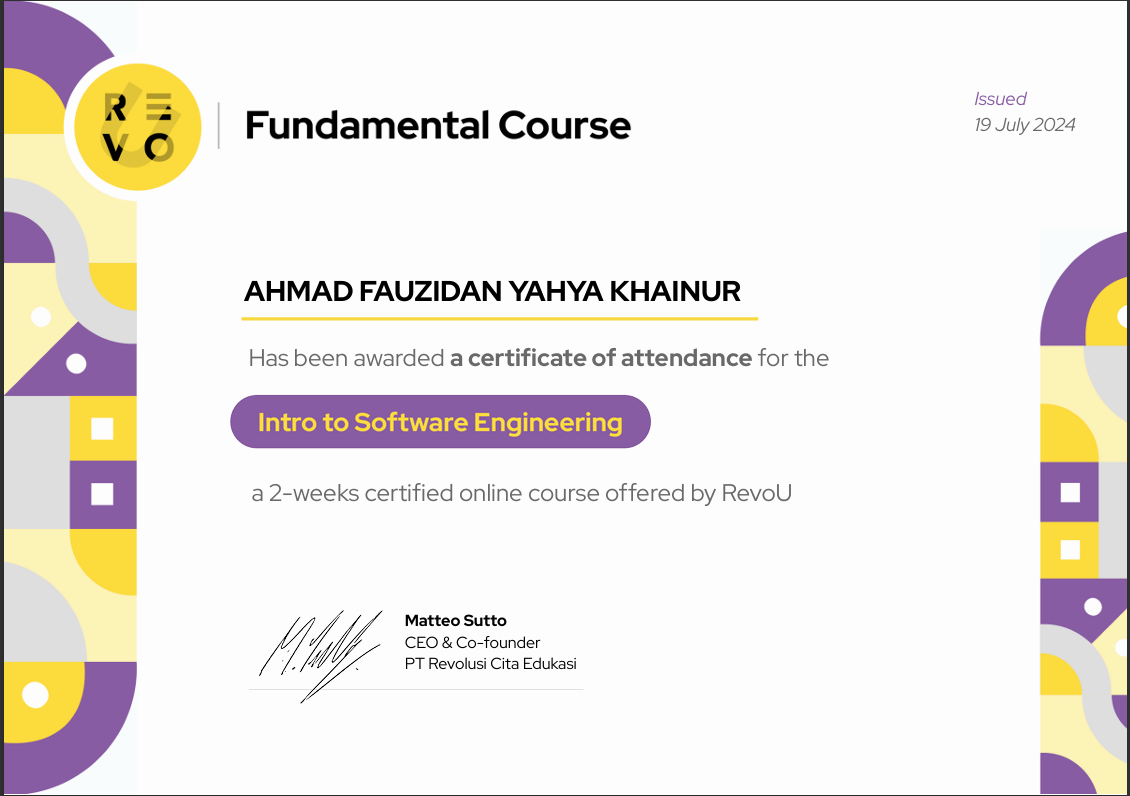 RE
VO
Fundamental Course
Issued
19 July 2024
AHMAD FAUZIDAN YAHYA KHAINUR
Has been awarded a certificate of attendance for the
Intro to Software Engineering
a 2-weeks certified online course offered by RevoU
Matteo Sutto
CEO & Co-founder
PT Revolusi Cita Edukasi